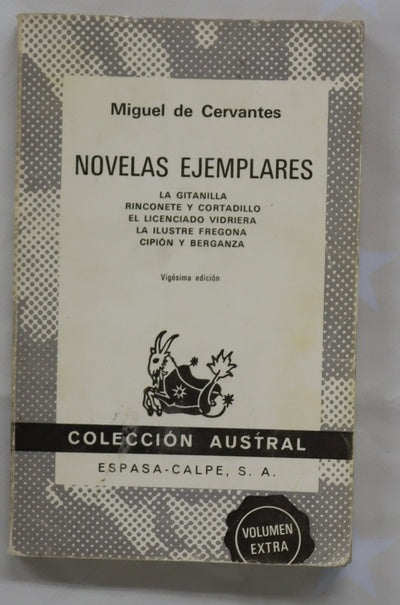 Miguel de Cervantes
NOVELAS EJEMPLARES
LA GITANILLA
RINCONETE Y CORTADILLO
EL LICENCIADO VIDRIERA
LA ILUSTRE FREGONA
CIPIÓN Y BERGANZA
Vigésima edición
COLECCIÓN AUSTRAL
ESPASA-CALPE, S. A.
VOLUMEN
EXTRA